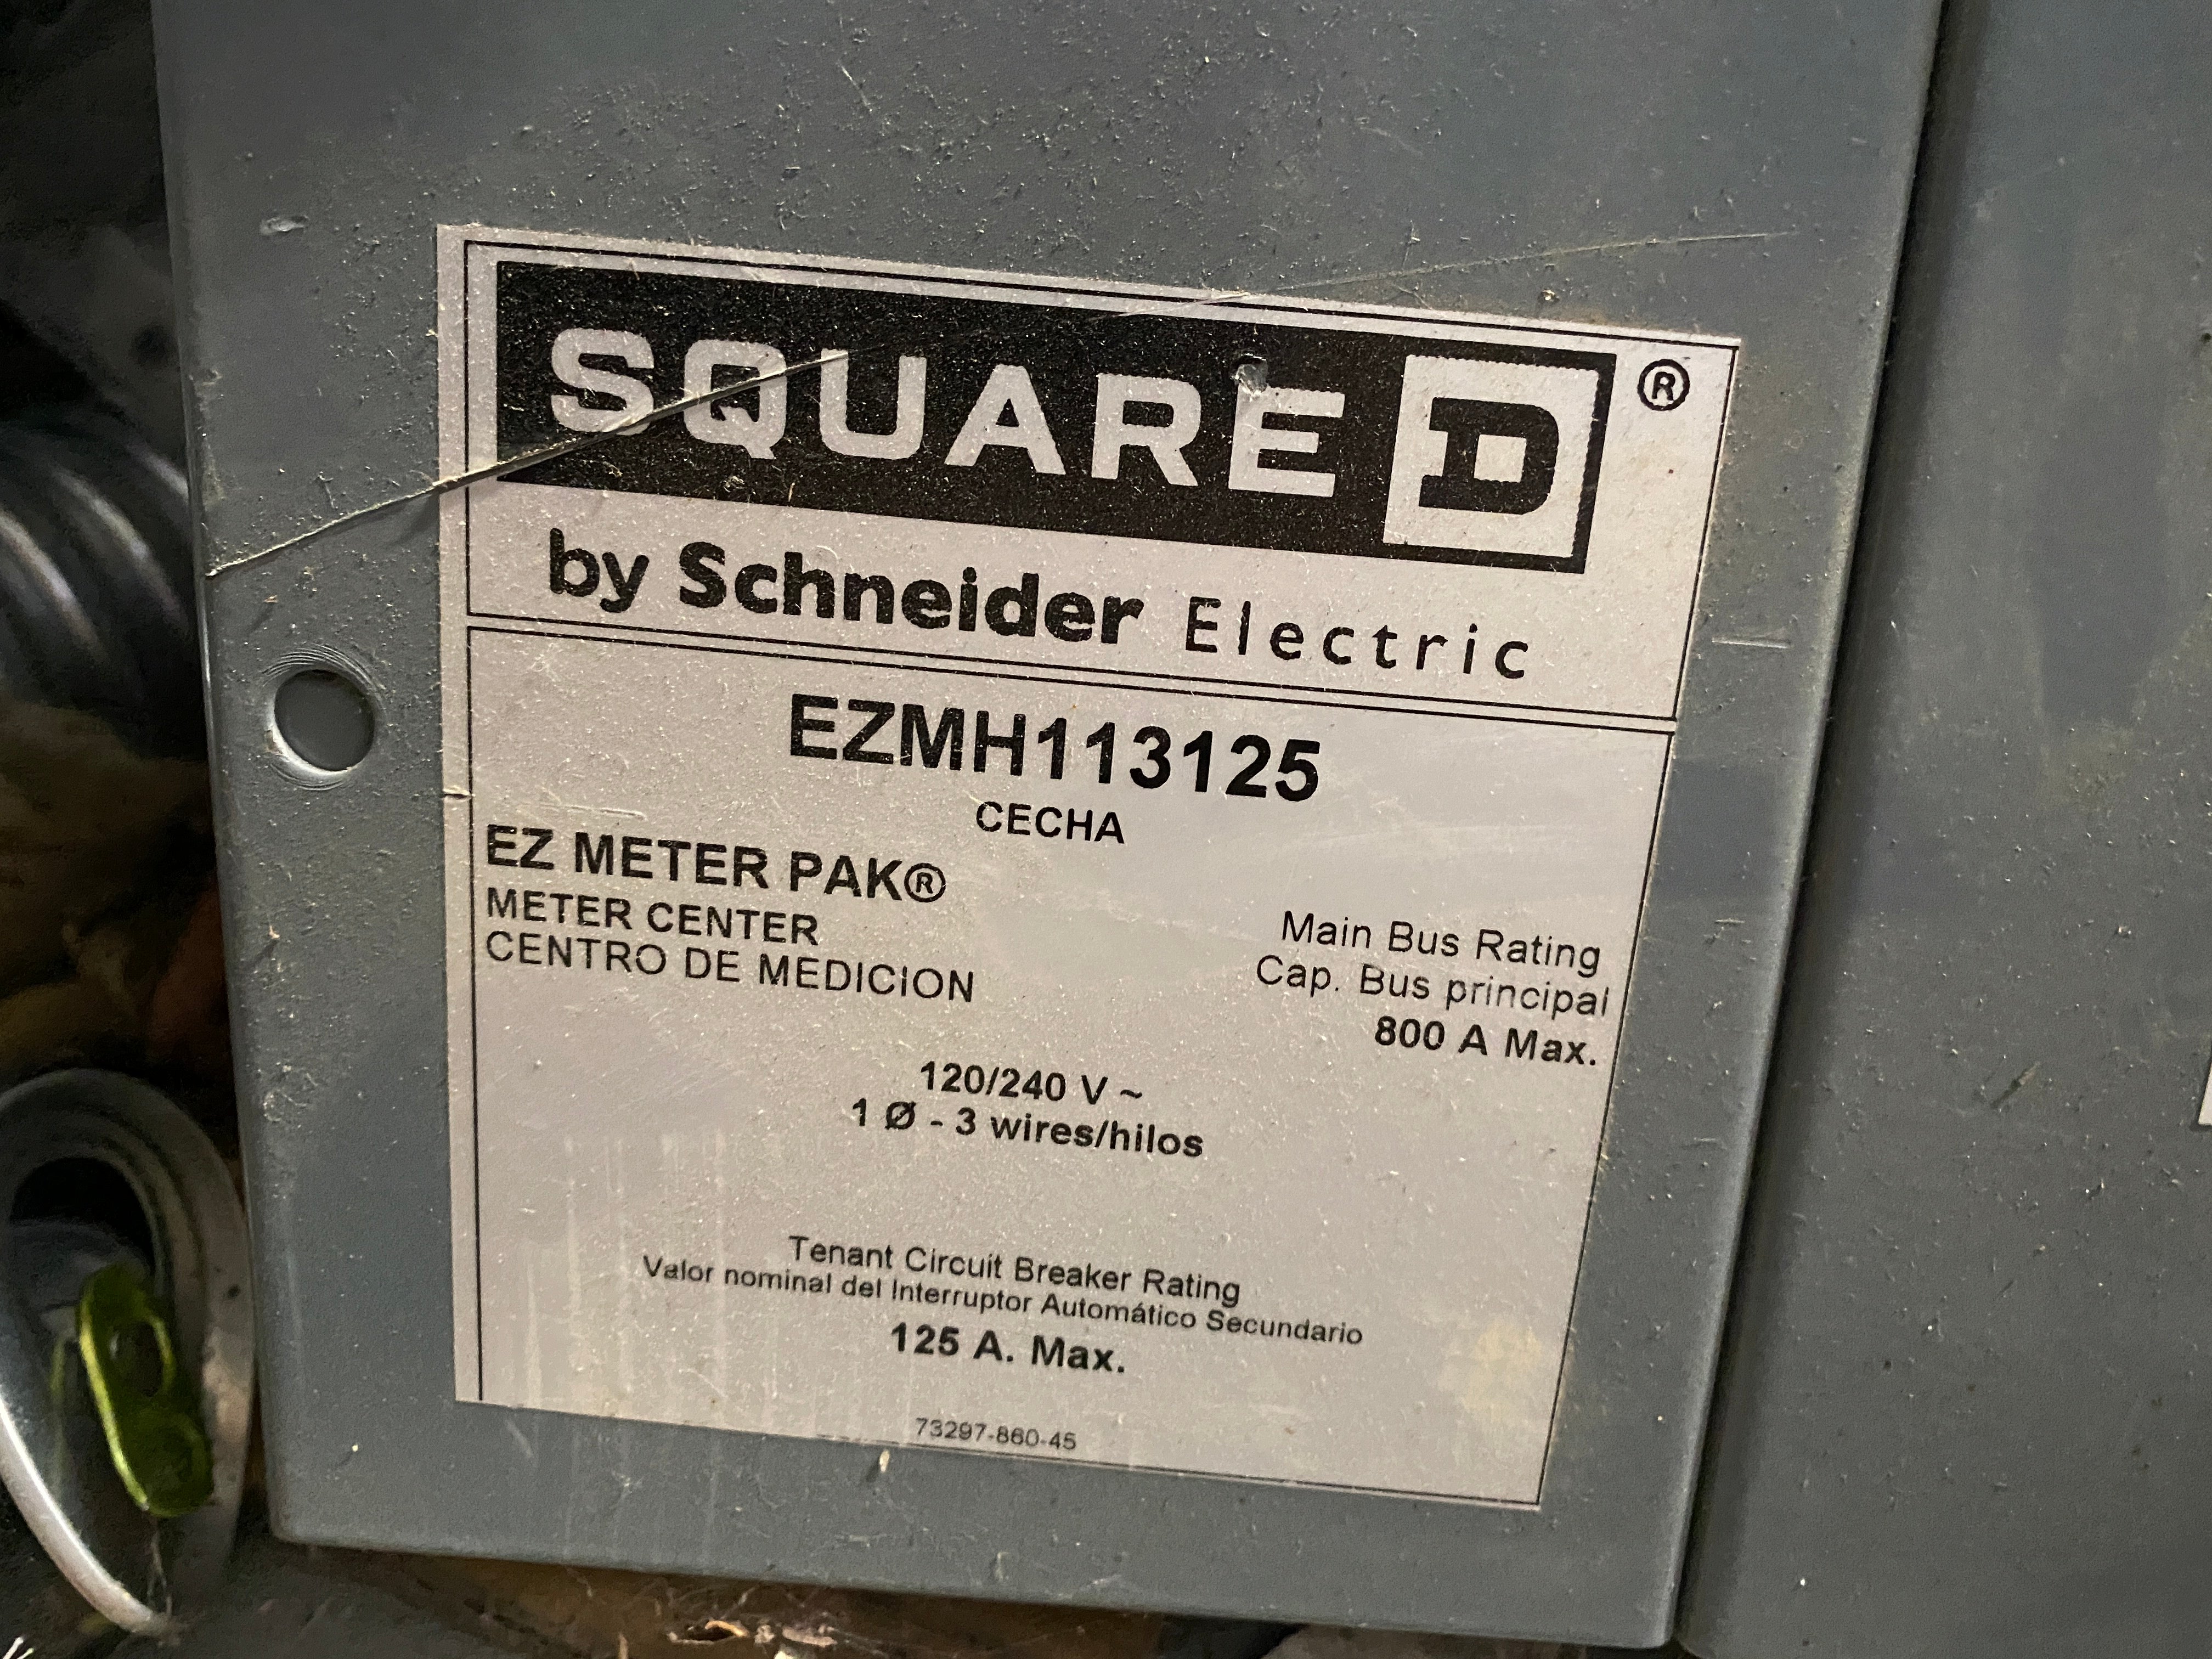 SQUARE D ®
by Schneider Electric
EZMH113125
CECHA
EZ METER PAK®
METER CENTER
CENTRO DE MEDICION
Main Bus Rating
Cap. Bus principal
800 A Max.
120/240 V ~
1 Ø - 3 wires/hilos
Tenant Circuit Breaker Rating
Valor nominal del Interruptor Automático Secundario
125 A. Max.
73297-860-45